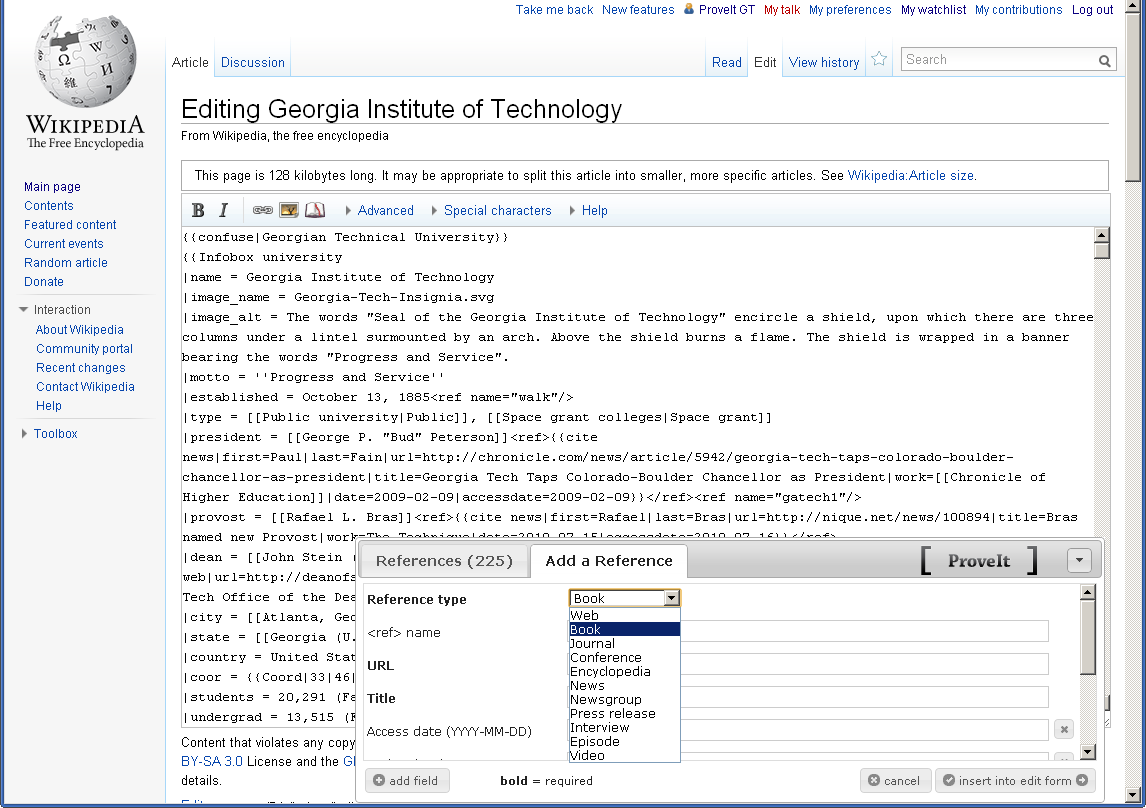 Take me back New features ProveIt GT My talk My preferences My watchlist My contributions Log out
Article Discussion Read Edit View history Search
WIKIPEDIA
The Free Encyclopedia
Main page
Contents
Featured content
Current events
Random article
Donate
Interaction
About Wikipedia
Community portal
Recent changes
Contact Wikipedia
Help
Toolbox
Editing Georgia Institute of Technology
From Wikipedia, the free encyclopedia
This page is 128 kilobytes long. It may be appropriate to split this article into smaller, more specific articles. See Wikipedia:Article size.
B I Advanced Special characters Help
{{confuse|Georgian Technical University}}
{{Infobox university
|name = Georgia Institute of Technology
|image_name = Georgia-Tech-Insignia.svg
|image_alt = The words "Seal of the Georgia Institute of Technology" encircle a shield, upon which there are three
columns under a lintel surmounted by an arch. Above the shield burns a flame. The shield is wrapped in a banner
bearing the words "Progress and Service".
|motto = ''Progress and Service''
|established = October 13, 1885<ref name="walk"/>
|type = [[Public university|Public]], [[Space grant colleges|Space grant]]
|president = [[George P. "Bud" Peterson]]<ref>{{cite
news|first=Paul|last=Fain|url=http://chronicle.com/news/article/5942/georgia-tech-taps-colorado-boulder-
chancellor-as-president|title=Georgia Tech Taps Colorado-Boulder Chancellor as President|work=[[Chronicle of
Higher Education]]|date=2009-02-09|accessdate=2009-02-09}}</ref><ref name="gatech1"/>
|provost = [[Rafael L. Bras]]<ref>{{cite news|first=Rafael|last=Bras|url=http://nique.net/news/100894|title=Bras
named new Provost|work=The Technique|date=2010-07-15|accessdate=2010-07-16}}</ref>
|dean = [[John Stein (
web|url=http://deanofs
Tech Office of the Dea
|city = [[Atlanta, Geo
|state = [[Georgia (U.
|country = United Stat
|coor = {{Coord|33|46|
|students = 20,291 (Fa
|undergrad = 13,515 (F
Content that violates any copy
BY-SA 3.0 License and the GF
details.
References (225) Add a Reference [ ProveIt ]
Reference type Book
Web
Book
Journal
Conference
Encyclopedia
News
Newsgroup
Press release
Interview
Episode
Video
<ref> name
URL
Title
Access date (YYYY-MM-DD)
add field bold = required cancel insert into edit form